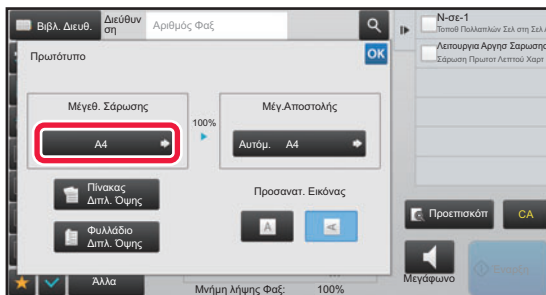 Βιβλ. Διευθ.
Διεύθυν
ση
Αριθμός Φαξ
Ν-σε-1
Τοποθ Πολλαπλών Σελ στη Σελ
Λειτουργια Αργησ Σαρωσης
Σάρωση Πρωτοτ Λεπτού Χαρτ
Πρωτότυπο
OK
Μέγεθ. Σάρωσης
100%
Μέγ.Αποστολής
A4
Αυτόμ. A4
Πίνακας
Διπλ. Όψης
Φυλλάδιο
Διπλ. Όψης
Προσανατ. Εικόνας
A
A
Προεπισκόπ
CA
Μεγάφωνο
Άλλα
Μνήμη λήψης Φαξ: 100%